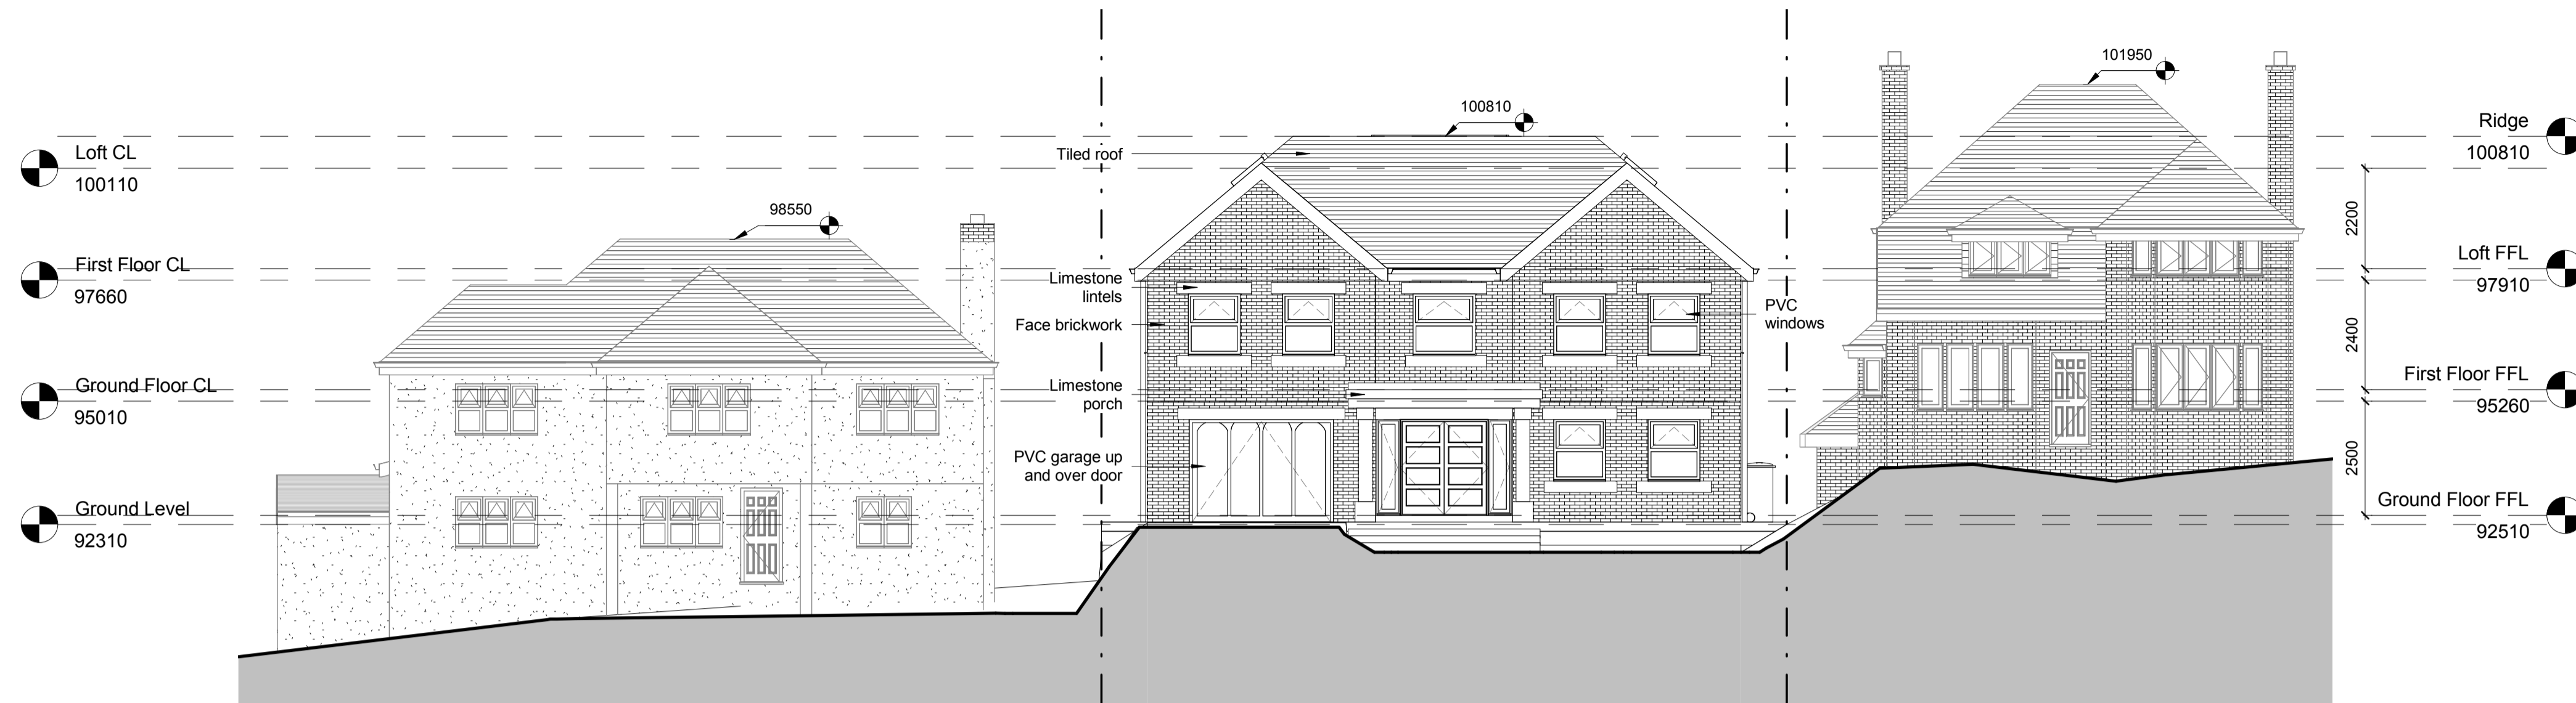 101950
100810
Ridge
100810
Loft CL
100110
Tiled roof
98550
2200
First Floor CL
97660
Loft FFL
97910
Limestone
lintels
PVC
windows
Face brickwork
2400
Ground Floor CL
95010
Limestone
porch
First Floor FFL
95260
PVC garage up
and over door
2500
Ground Level
92310
Ground Floor FFL
92510